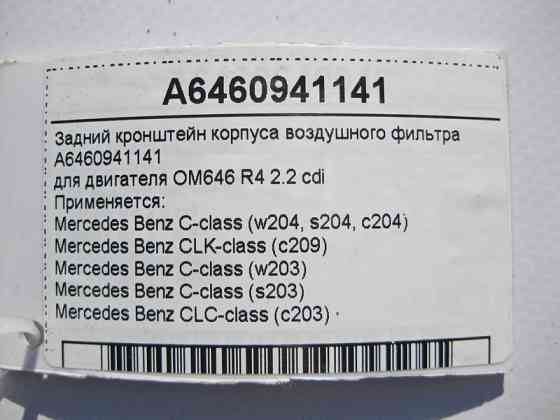 A6460941141
Задний кронштейн корпуса воздушного фильтра
A6460941141
для двигателя OM646 R4 2.2 cdi
Применяется:
Mercedes Benz C-class (w204, s204, c204)
Mercedes Benz CLK-class (c209)
Mercedes Benz C-class (w203)
Mercedes Benz C-class (s203)
Mercedes Benz CLC-class (c203)